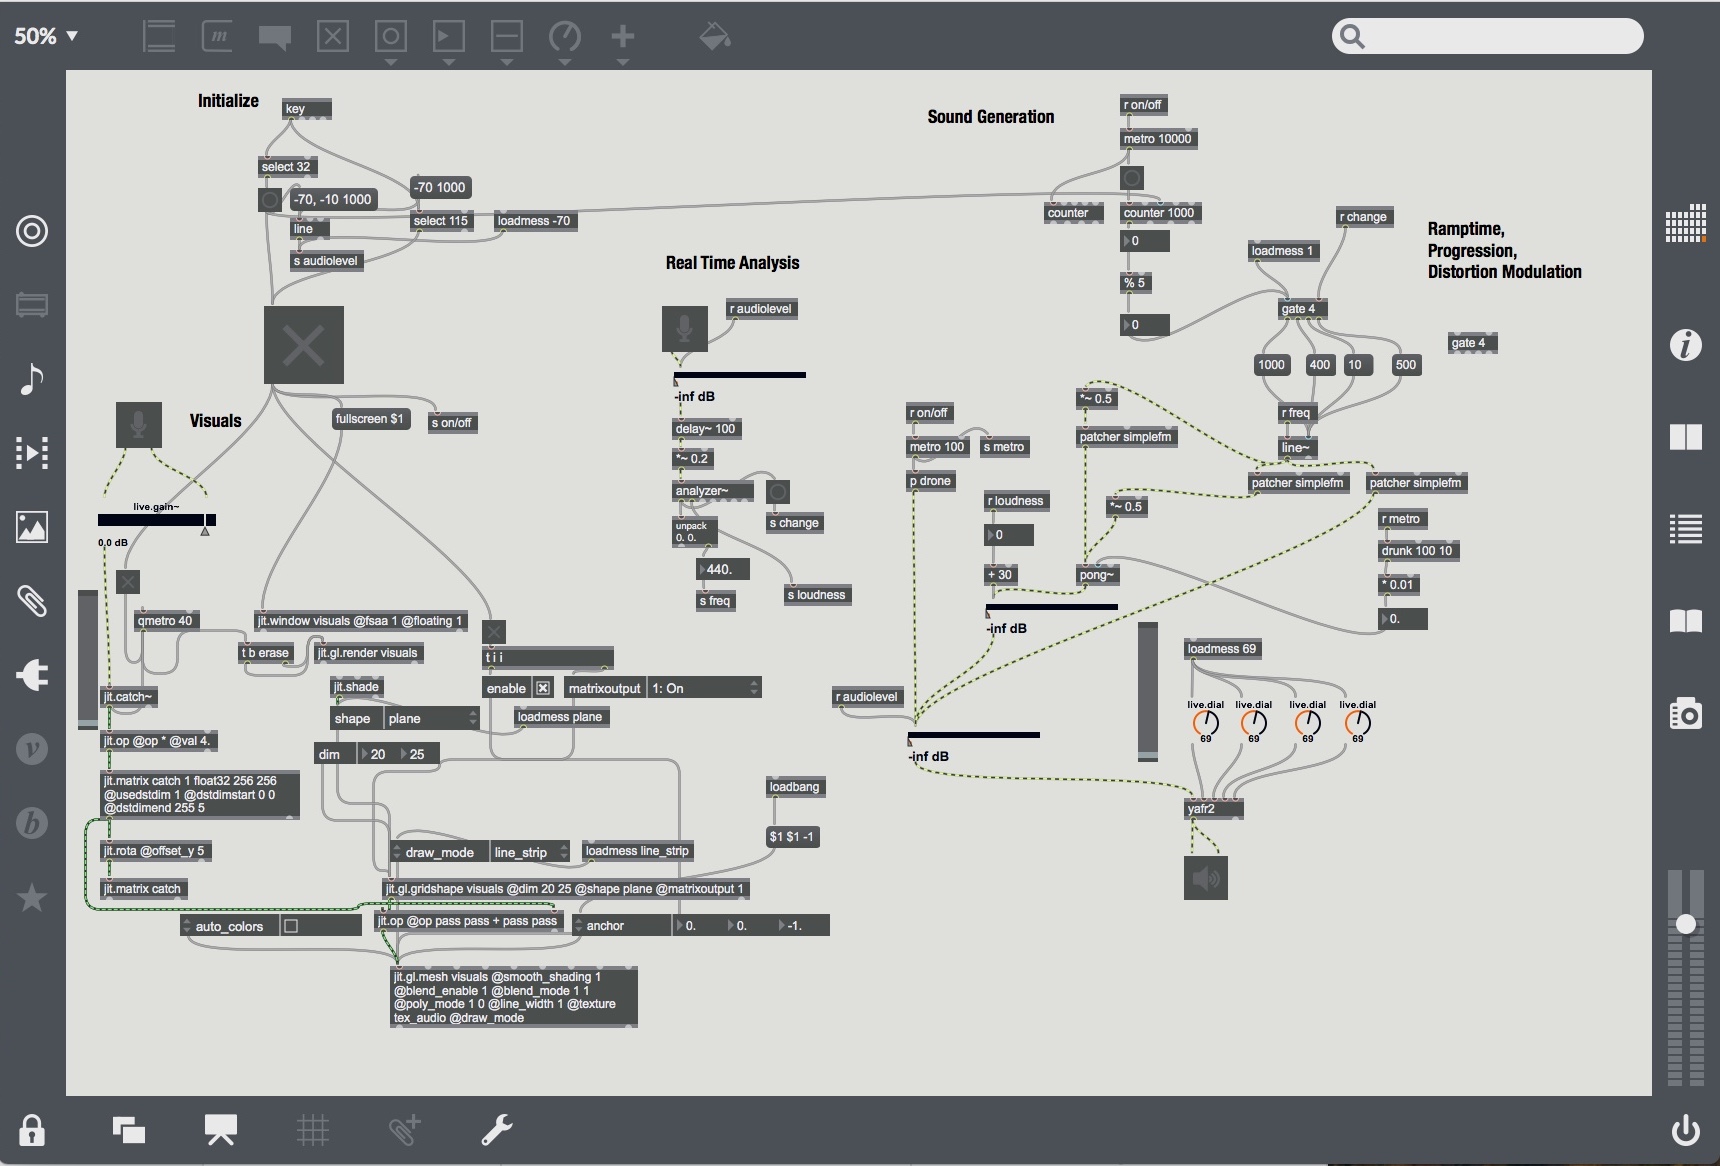 50%
Initialize
key
select 32
-70, -10 1000
-70 1000
line
select 115
loadmess -70
s audiolevel
Visuals
fullscreen $1
s on/off
live.gain~
0.0 dB
qmetro 40
jit.window visuals @fsaa 1 @floating 1
t b erase
jit.gl.render visuals
t i i
jit.catch~
jit.shade
enable
matrixoutput
1: On
shape
plane
loadmess plane
jit.op @op * @val 4.
dim
20
25
jit.matrix catch 1 float32 256 256
@usedstdim 1 @dstdimstart 0 0
@dstdimend 255 5
loadbang
$1 $1 -1
jit.rota @offset_y 5
draw_mode
line_strip
loadmess line_strip
jit.matrix catch
jit.gl.gridshape visuals @dim 20 25 @shape plane @matrixoutput 1
auto_colors
jit.op @op pass pass + pass pass
anchor
0.
0.
-1.
jit.gl.mesh visuals @smooth_shading 1
@blend_enable 1 @blend_mode 1 1
@poly_mode 1 0 @line_width 1 @texture
tex_audio @draw_mode
Real Time Analysis
r audiolevel
-inf dB
delay~ 100
*~ 0.2
analyzer~
unpack
0. 0.
s change
440.
s freq
s loudness
Sound Generation
r on/off
metro 10000
counter
counter 1000
0
% 5
0
r on/off
metro 100
s metro
p drone
*~ 0.5
patcher simplefm
r loudness
0
+ 30
*~ 0.5
pong~
-inf dB
r audiolevel
-inf dB
Ramptime,
Progression,
Distortion Modulation
r change
loadmess 1
gate 4
gate 4
1000
400
10
500
r freq
line~
patcher simplefm
patcher simplefm
r metro
drunk 100 10
* 0.01
0.
loadmess 69
live.dial
live.dial
live.dial
live.dial
69
69
69
69
yafr2